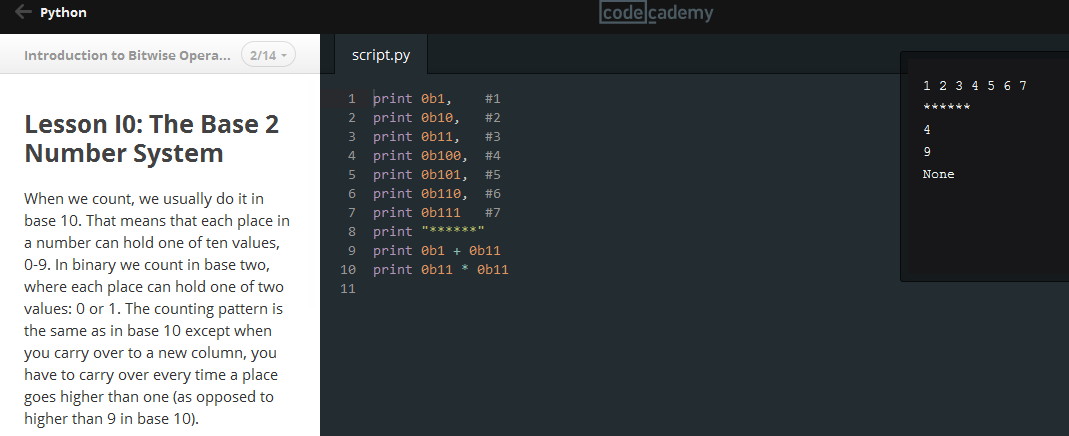 Python
codecademy
Introduction to Bitwise Opera...
2/14
script.py
Lesson I0: The Base 2
Number System
When we count, we usually do it in
base 10. That means that each place in
a number can hold one of ten values,
0-9. In binary we count in base two,
where each place can hold one of two
values: 0 or 1. The counting pattern is
the same as in base 10 except when
you carry over to a new column, you
have to carry over every time a place
goes higher than one (as opposed to
higher than 9 in base 10).
1 print 0b1,    #1
2 print 0b10,   #2
3 print 0b11,   #3
4 print 0b100,  #4
5 print 0b101,  #5
6 print 0b110,  #6
7 print 0b111   #7
8 print "******"
9 print 0b1 + 0b11
10 print 0b11 * 0b11
11
1 2 3 4 5 6 7
******
4
9
None